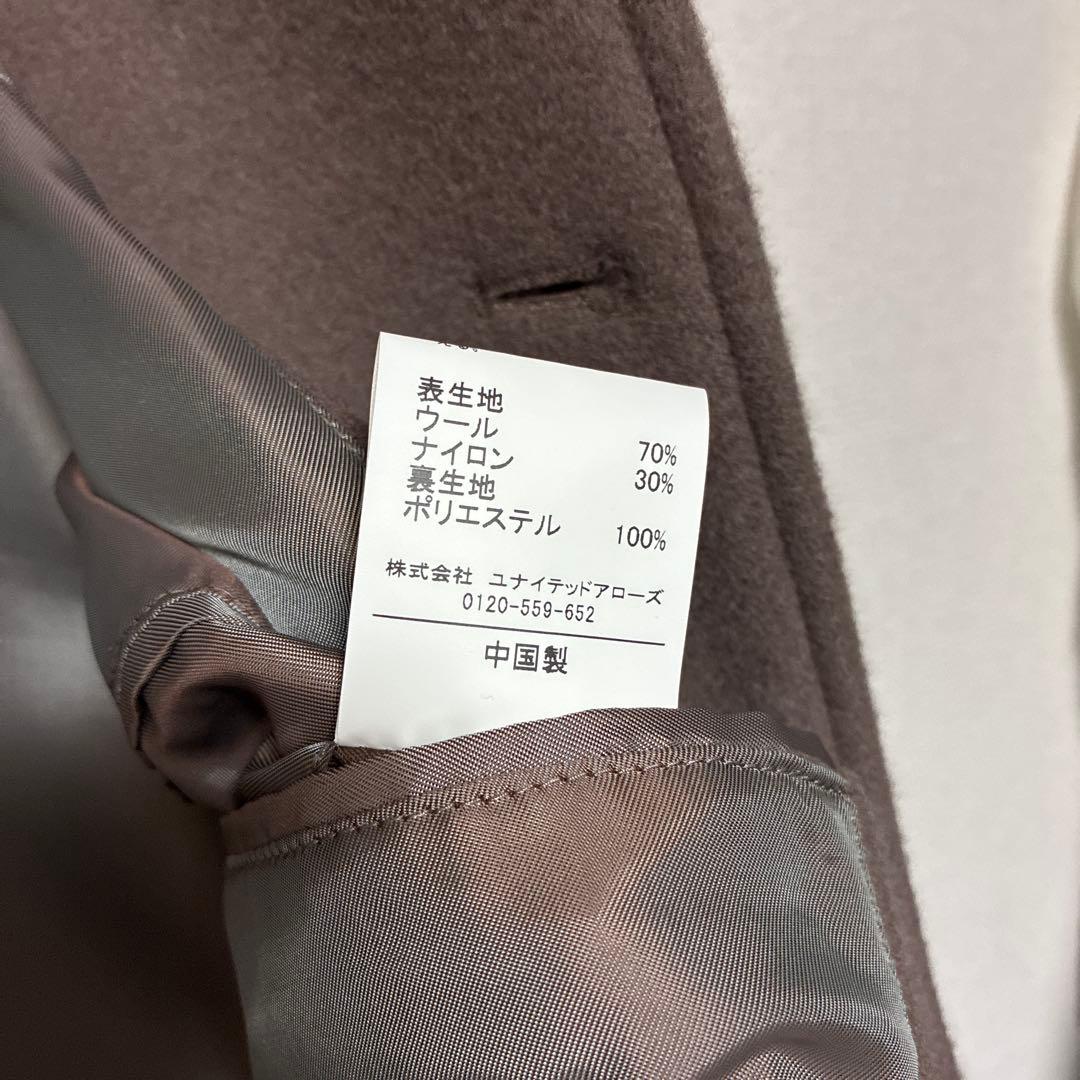 える。
表生地
ウール 70%
ナイロン 30%
裏生地
ポリエステル 100%
株式会社 ユナイテッドアローズ
0120-559-652
中国製